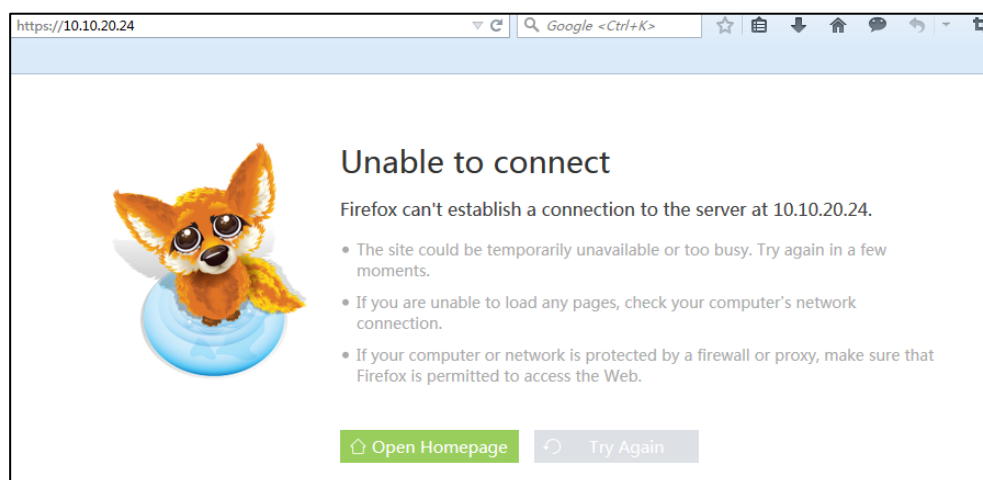 https://10.10.20.24 Google <Ctrl+K>
Unable to connect
Firefox can't establish a connection to the server at 10.10.20.24.
• The site could be temporarily unavailable or too busy. Try again in a few
moments.
• If you are unable to load any pages, check your computer's network
connection.
• If your computer or network is protected by a firewall or proxy, make sure that
Firefox is permitted to access the Web.
Open Homepage Try Again